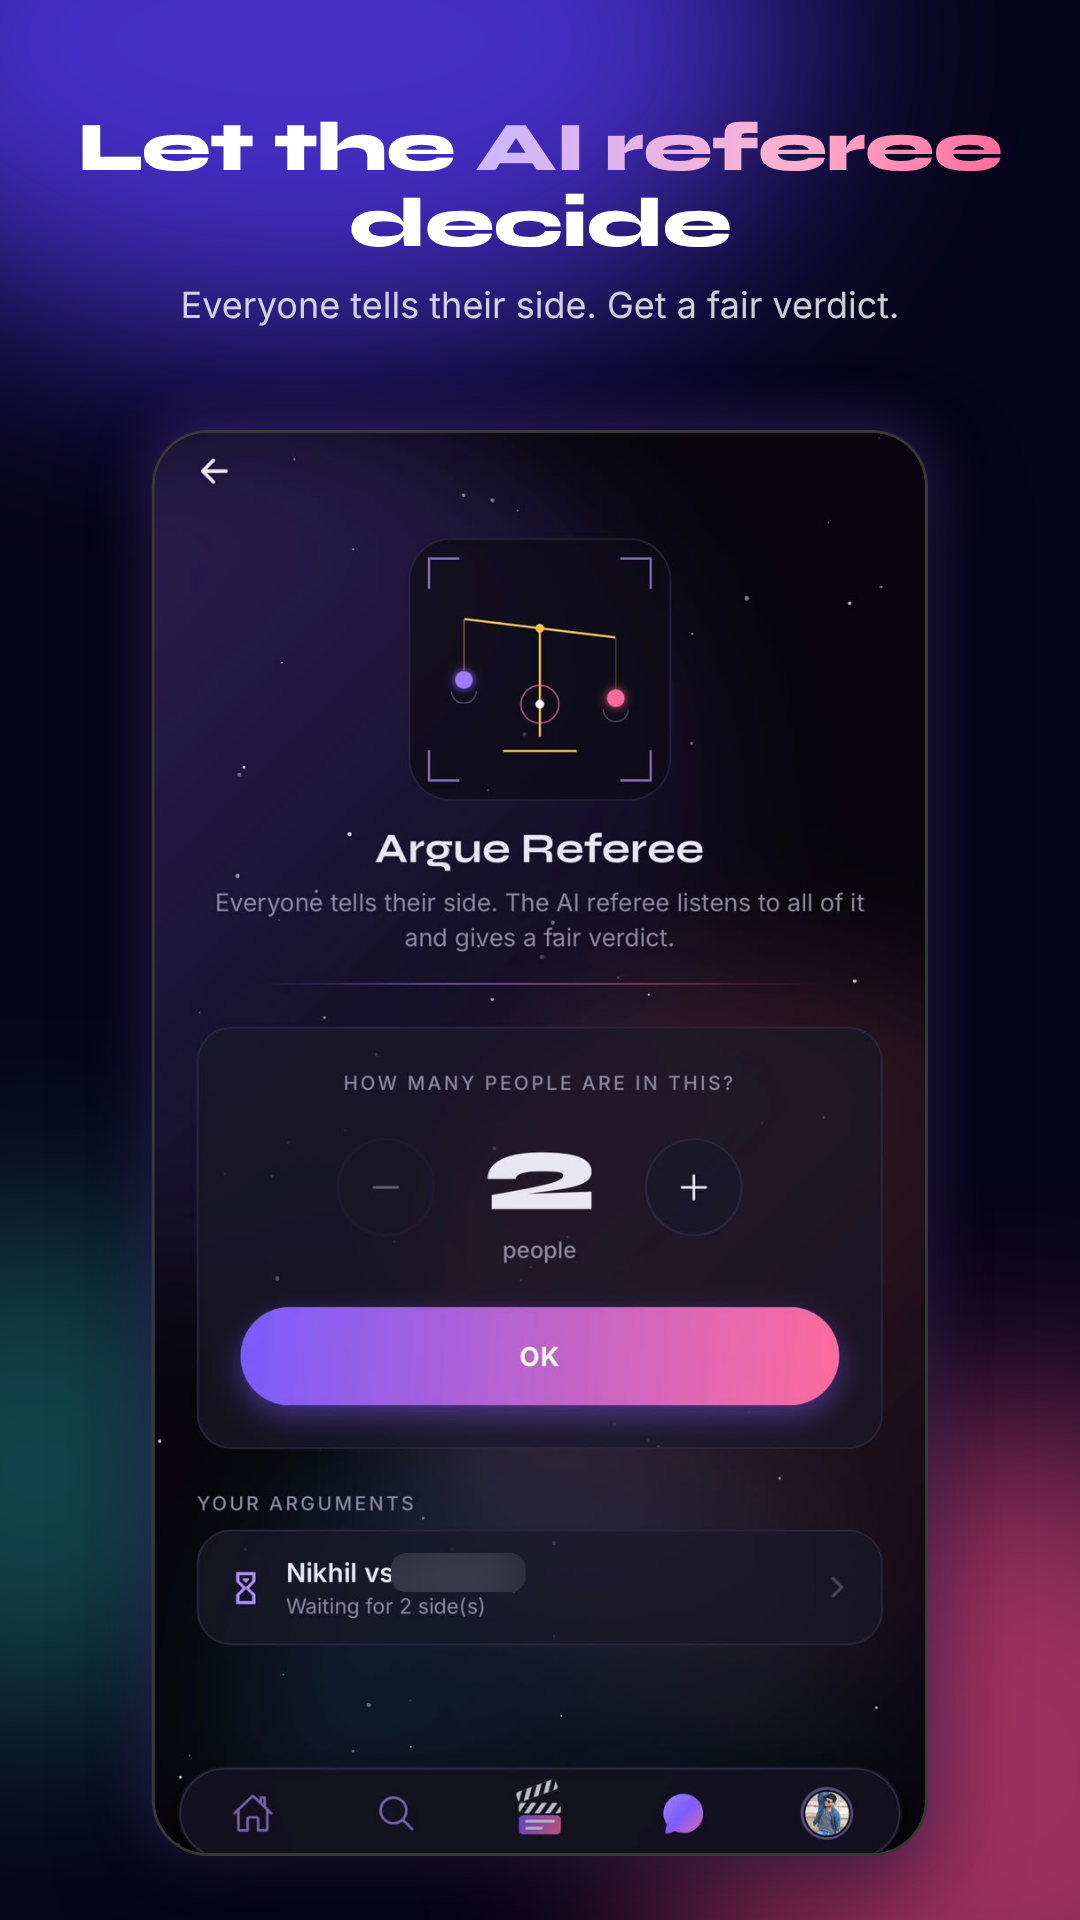 Let the AI referee
decide
Everyone tells their side. Get a fair verdict.
Argue Referee
Everyone tells their side. The AI referee listens to all of it
and gives a fair verdict.
HOW MANY PEOPLE ARE IN THIS?
2
people
OK
YOUR ARGUMENTS
Nikhil vs
Waiting for 2 side(s)